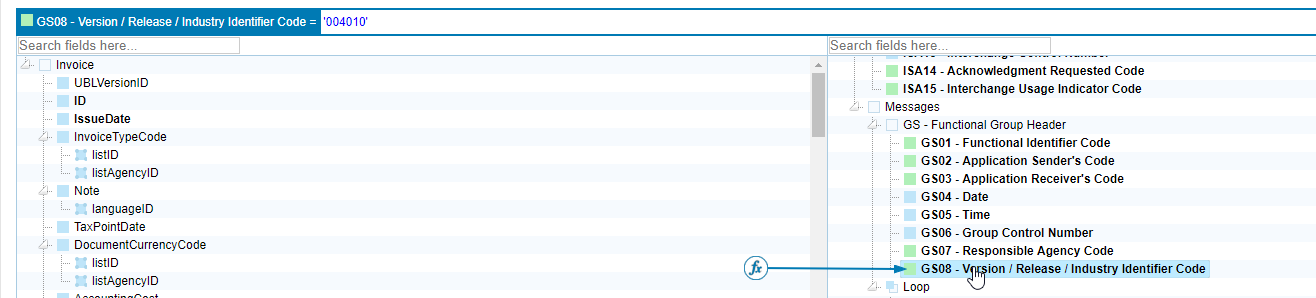 GS08 - Version / Release / Industry Identifier Code = '004010'
Search fields here...
Invoice
UBLVersionID
ID
IssueDate
InvoiceTypeCode
listID
listAgencyID
Note
languageID
TaxPointDate
DocumentCurrencyCode
listID
listAgencyID
AccountingCost
Search fields here...
ISA14 - Acknowledgment Requested Code
ISA15 - Interchange Usage Indicator Code
Messages
GS - Functional Group Header
GS01 - Functional Identifier Code
GS02 - Application Sender's Code
GS03 - Application Receiver's Code
GS04 - Date
GS05 - Time
GS06 - Group Control Number
GS07 - Responsible Agency Code
fx
GS08 - Version / Release / Industry Identifier Code
Loop